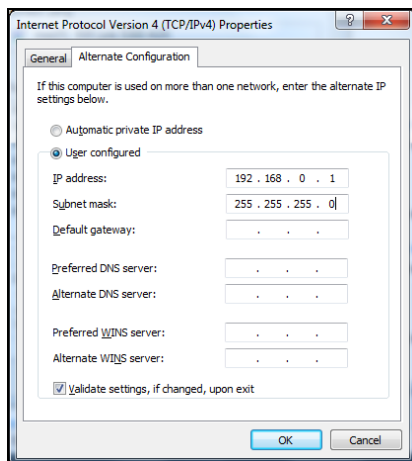 Internet Protocol Version 4 (TCP/IPv4) Properties
General Alternate Configuration
If this computer is used on more than one network, enter the alternate IP
settings below.
Automatic private IP address
User configured
IP address: 192 . 168 . 0 . 1
Subnet mask: 255 . 255 . 255 . 0
Default gateway: . . .
Preferred DNS server: . . .
Alternate DNS server: . . .
Preferred WINS server: . . .
Alternate WINS server: . . .
Validate settings, if changed, upon exit
OK Cancel